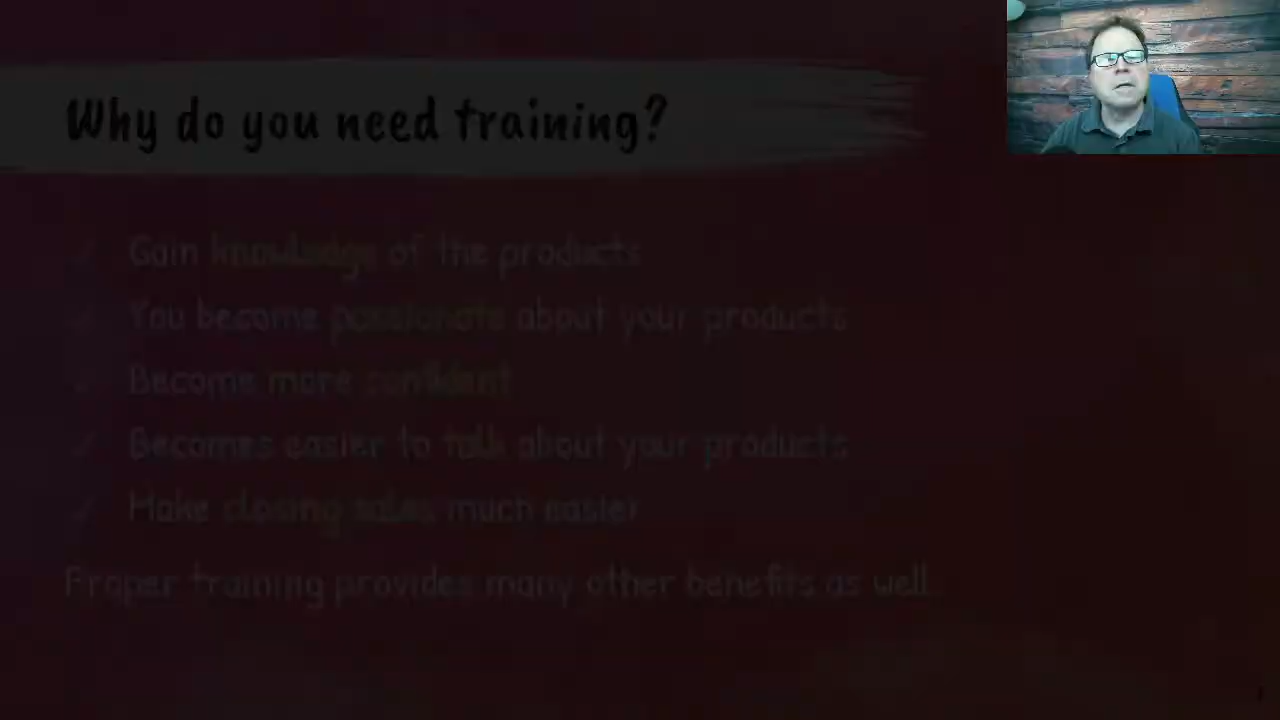 Why do you need training?
Gain knowledge of the products
You become passionate about your products
Become more confident
Becomes easier to talk about your products
Make closing sales much easier
Proper training provides many other benefits as well.